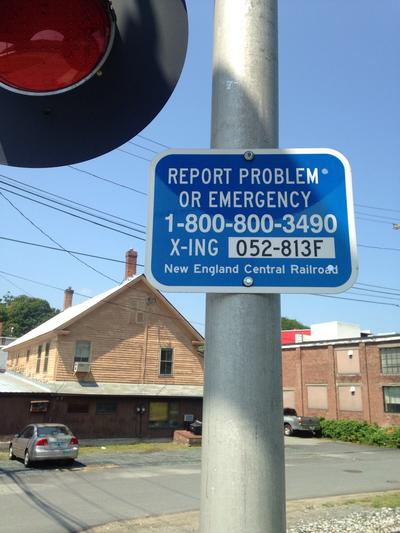 REPORT PROBLEM
OR EMERGENCY
1-800-800-3490
X-ING 052-813F
New England Central Railroad